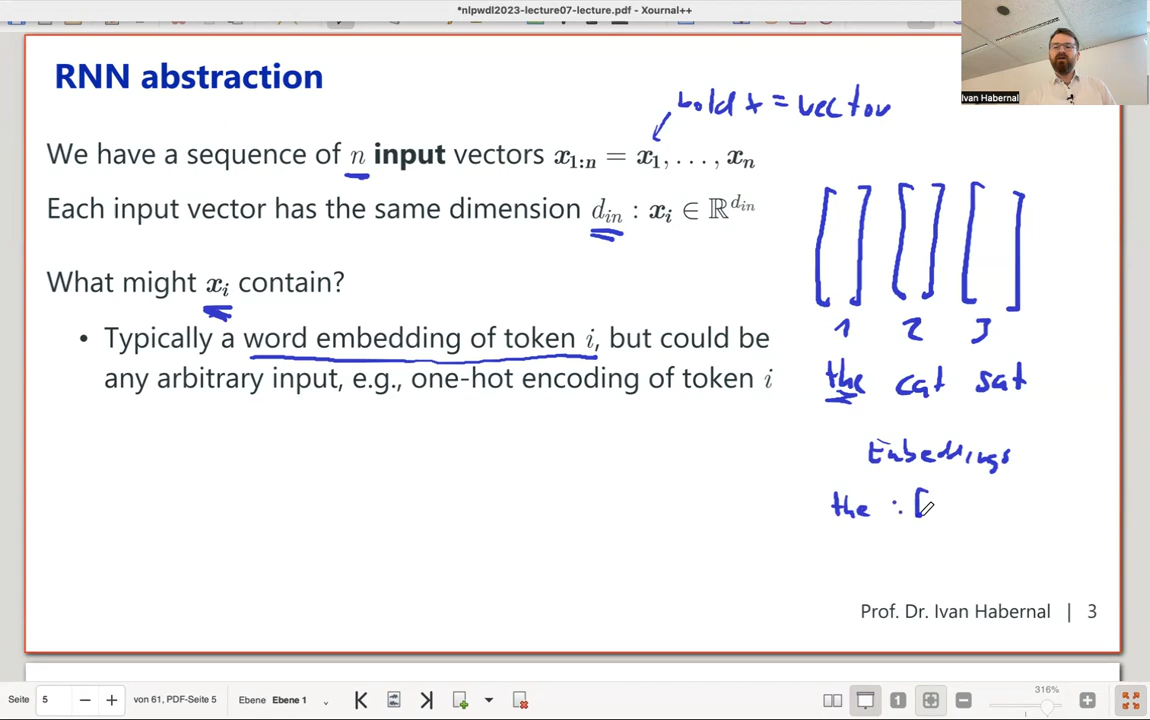 *nlpwdl2023-lecture07-lecture.pdf - Xournal++
RNN abstraction
Ivan Habernal
bold x = vector
We have a sequence of n input vectors x1:n = x1, . . . , xn
Each input vector has the same dimension din : xi ∈ ℝ^din
What might xi contain?
• Typically a word embedding of token i, but could be
any arbitrary input, e.g., one-hot encoding of token i
1 2 3
the cat sat
Embeddings
the : [
Prof. Dr. Ivan Habernal | 3
Seite 5 von 61, PDF-Seite 5 Ebene Ebene 1 1 316%